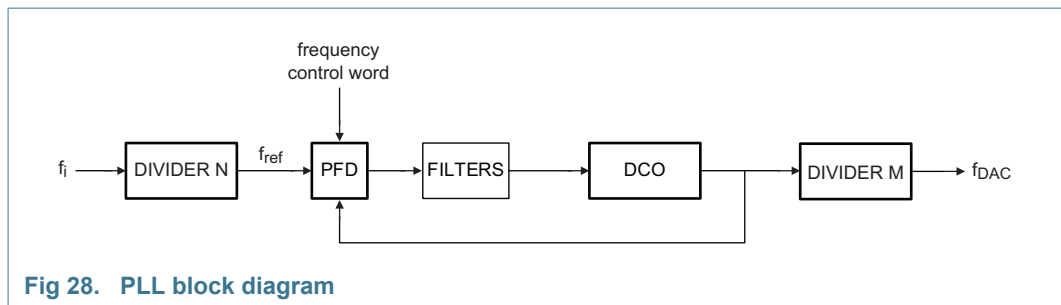 frequency
control word
fi
DIVIDER N
fref
PFD
FILTERS
DCO
DIVIDER M
fDAC
Fig 28. PLL block diagram